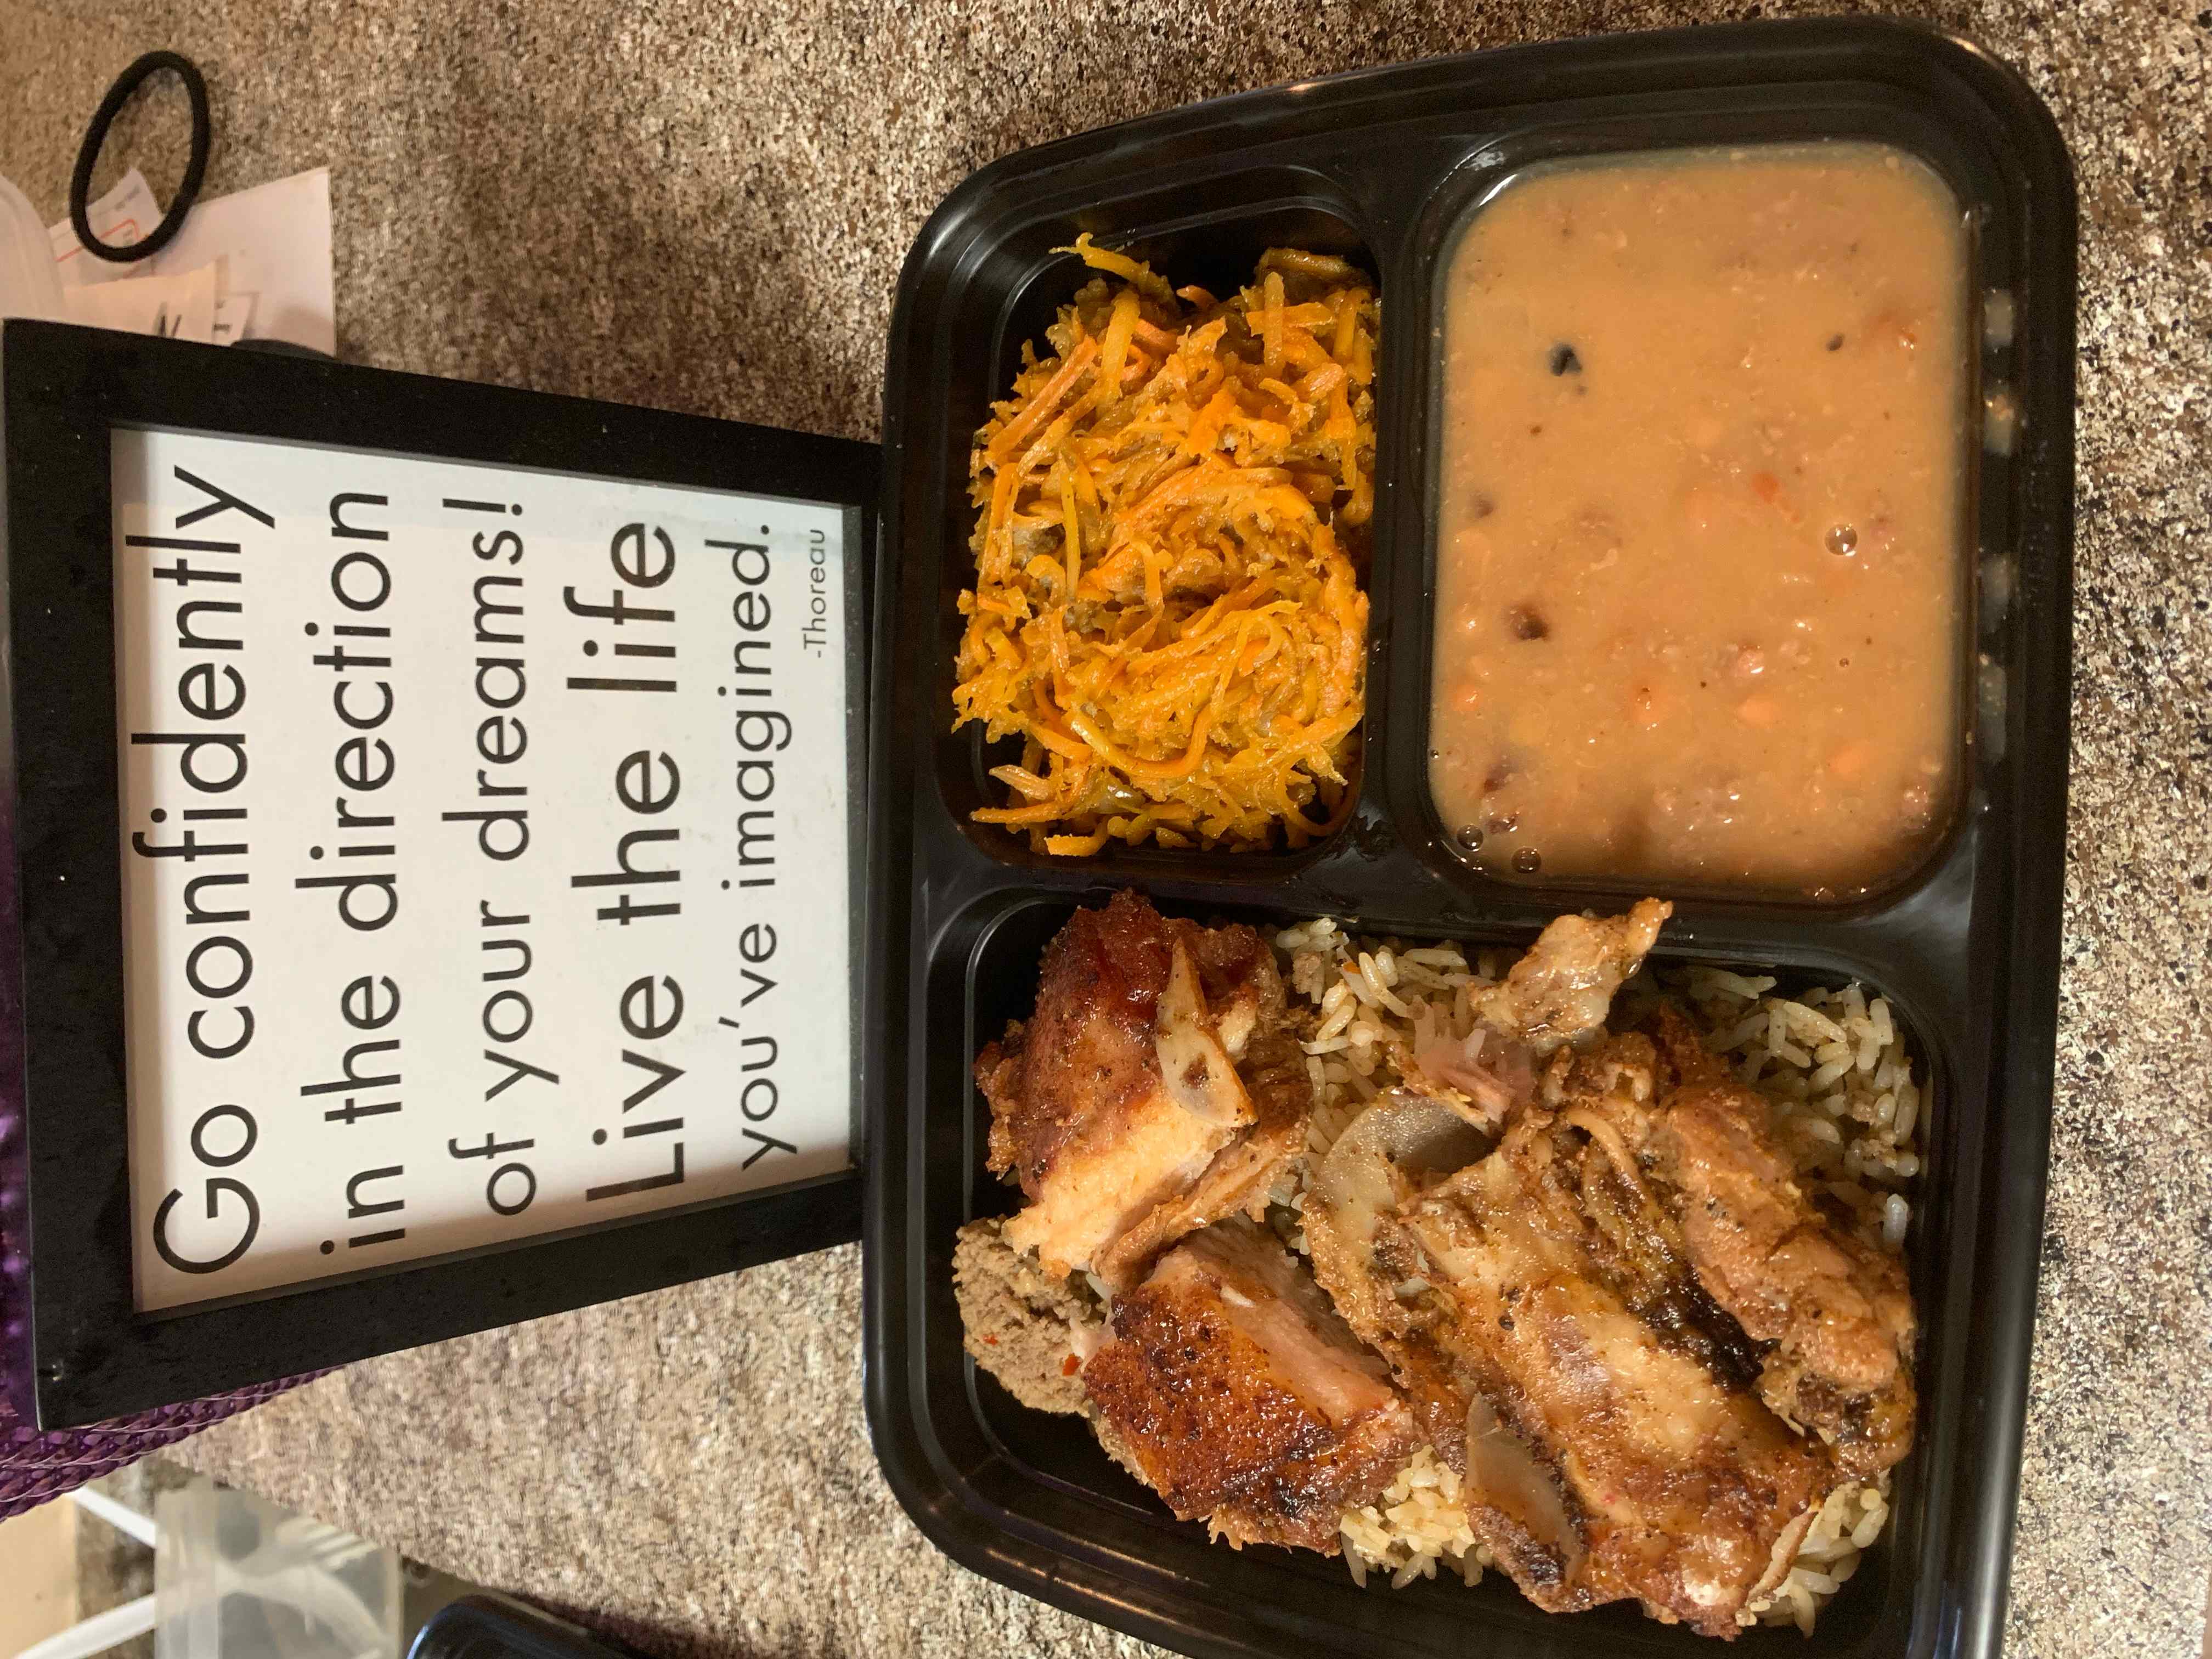 Go confidently
in the direction
of your dreams!
Live the life
you've imagined.
-Thoreau